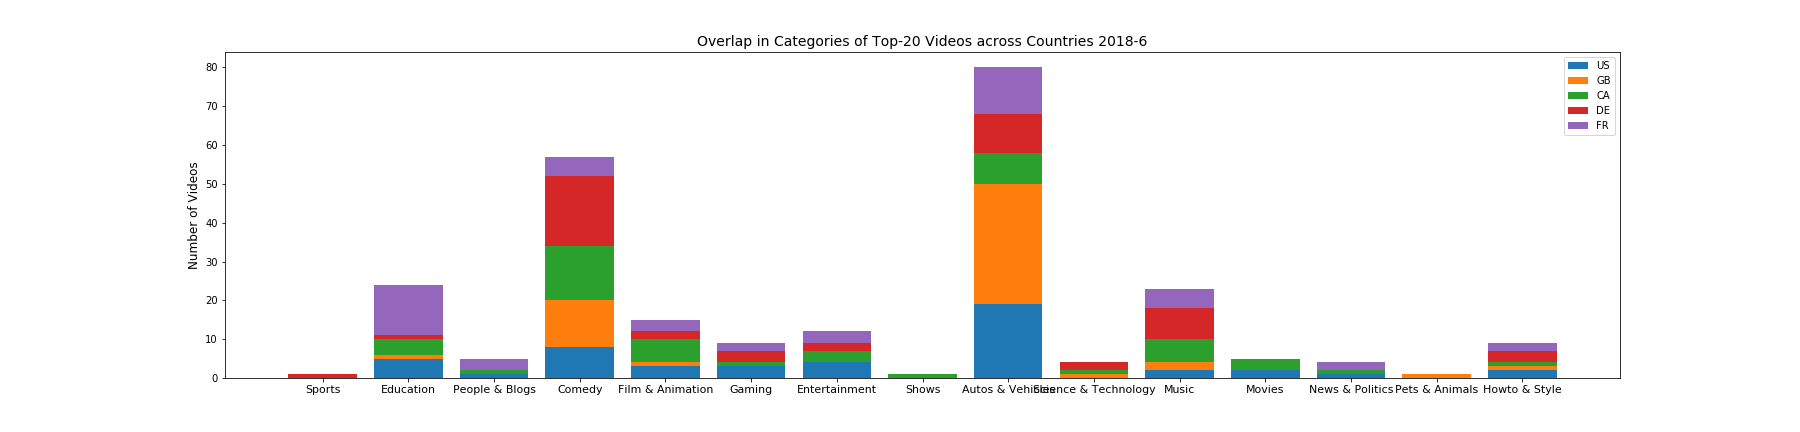 Overlap in Categories of Top-20 Videos across Countries 2018-6
US
GB
CA
DE
FR
Number of Videos
80
70
60
50
40
30
20
10
0
Sports Education People & Blogs Comedy Film & Animation Gaming Entertainment Shows Autos & Vehicles Science & Technology Music Movies News & Politics Pets & Animals Howto & Style